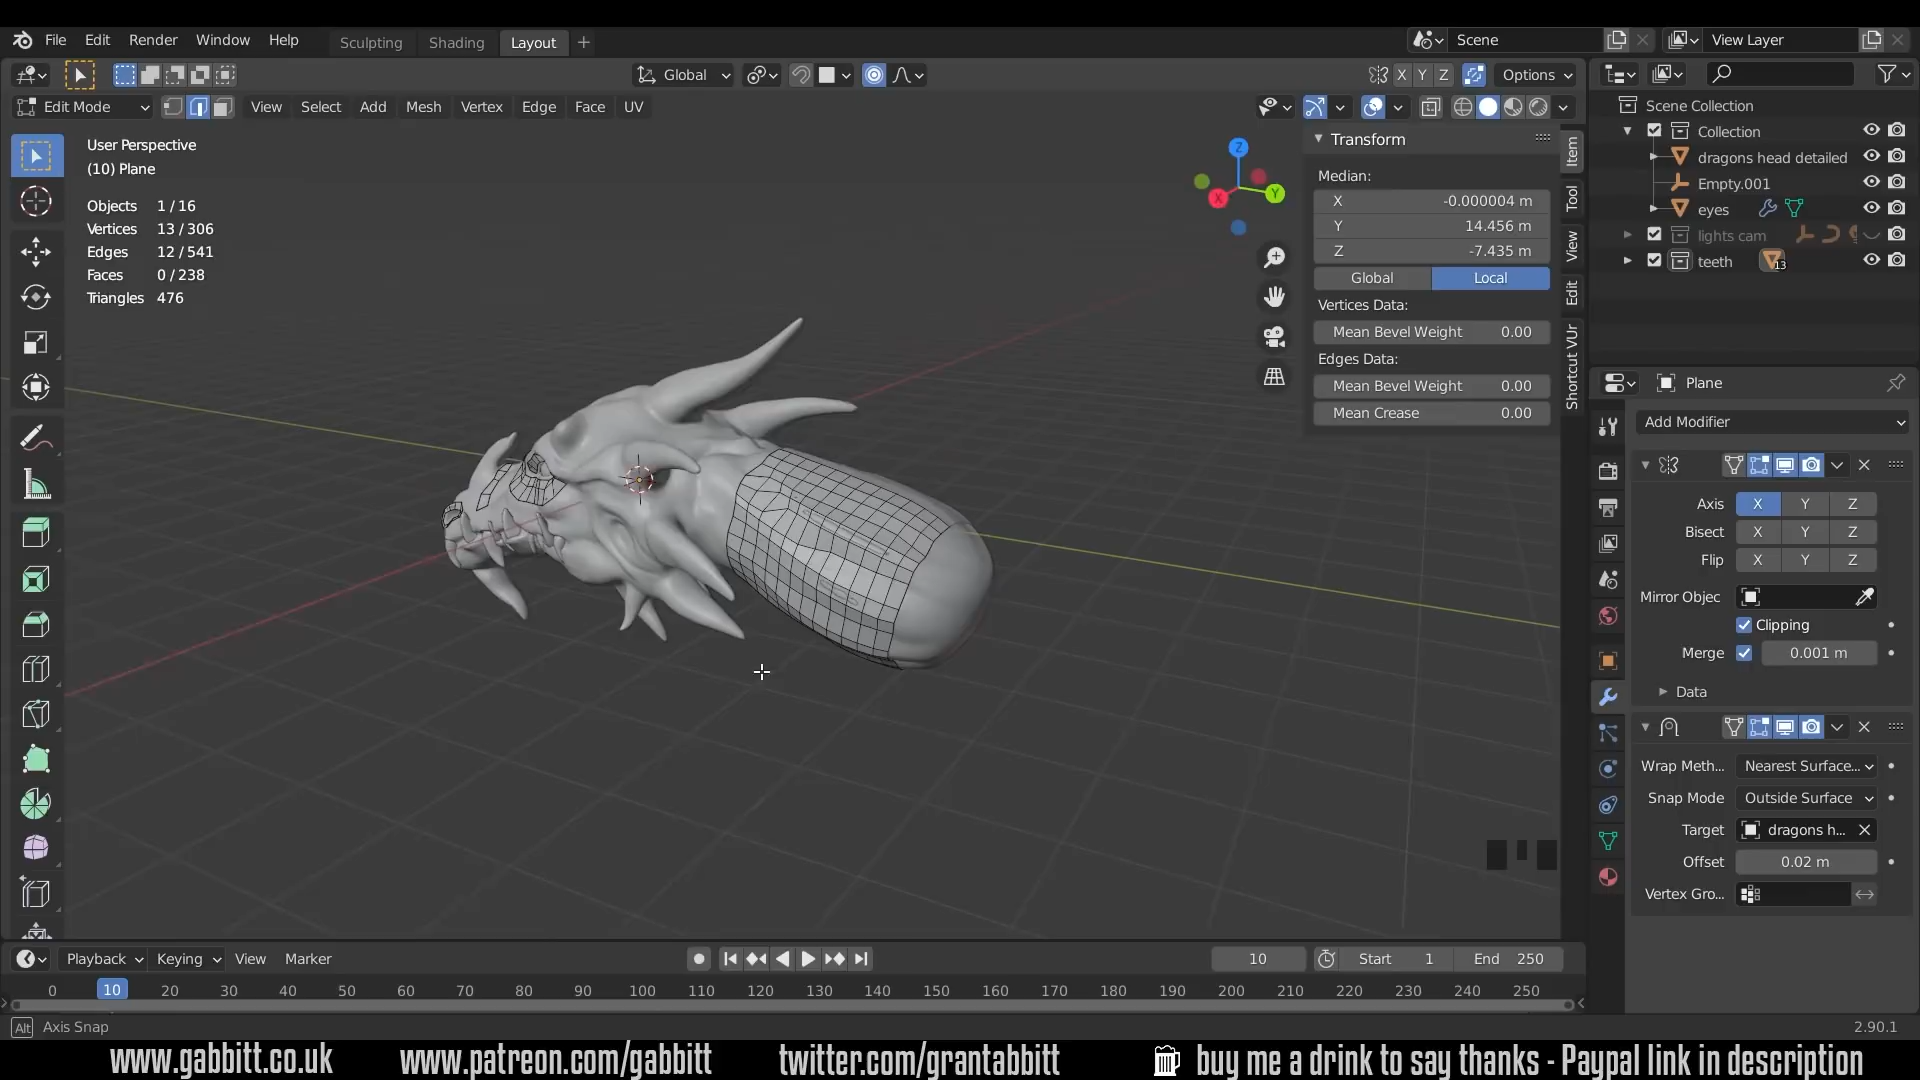 File Edit Render Window Help Sculpting Shading Layout + Scene View Layer
Global X Y Z Options
Edit Mode View Select Add Mesh Vertex Edge Face UV
User Perspective
(10) Plane
Objects 1 / 16
Vertices 13 / 306
Edges 12 / 541
Faces 0 / 238
Triangles 476
Z
Y
X
Transform
Median:
X -0.000004 m
Y 14.456 m
Z -7.435 m
Global Local
Vertices Data:
Mean Bevel Weight 0.00
Edges Data:
Mean Bevel Weight 0.00
Mean Crease 0.00
Item
Tool
View
Edit
Shortcut VUr
Scene Collection
Collection
dragons head detailed
Empty.001
eyes
lights cam
teeth 13
Plane
Add Modifier
Axis X Y Z
Bisect X Y Z
Flip X Y Z
Mirror Objec
Clipping
Merge 0.001 m
Data
Wrap Meth... Nearest Surface...
Snap Mode Outside Surface
Target dragons h...
Offset 0.02 m
Vertex Gro...
Playback Keying View Marker 10 Start 1 End 250
0 10 20 30 40 50 60 70 80 90 100 110 120 130 140 150 160 170 180 190 200 210 220 230 240 250
Alt Axis Snap 2.90.1
www.gabbitt.co.uk www.patreon.com/gabbitt twitter.com/grantabbitt buy me a drink to say thanks - Paypal link in description